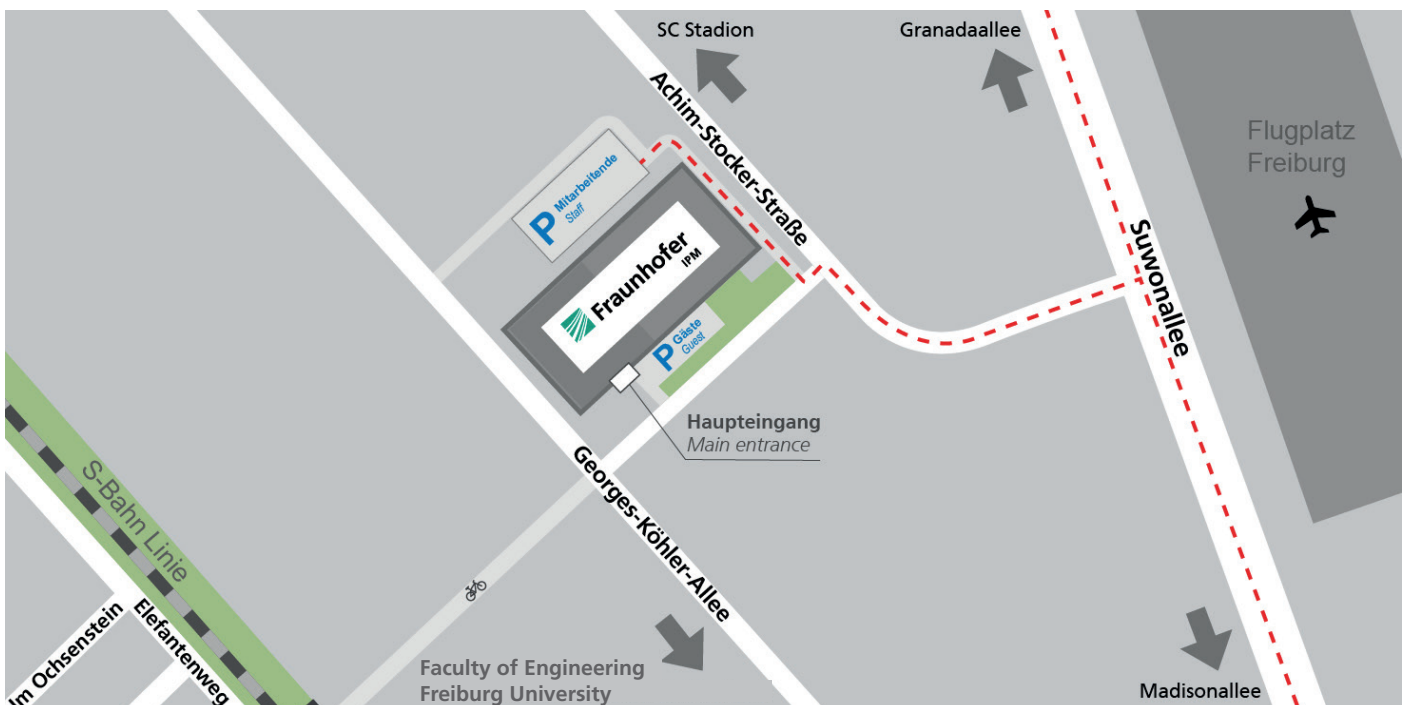 SC Stadion
Granadaallee
Achim-Stocker-Straße
Flugplatz
Freiburg
P Mitarbeitende
Staff
Suwonallee
Fraunhofer
IPM
P Gäste
Guest
Haupteingang
Main entrance
Georges-Köhler-Allee
S-Bahn Linie
Im Ochsenstein
Elefantenweg
Faculty of Engineering
Freiburg University
Madisonallee